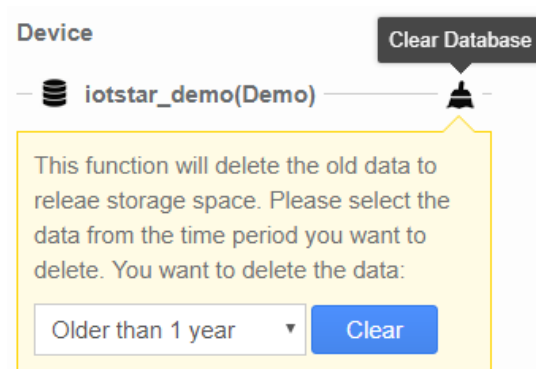 Device
Clear Database
iotstar_demo(Demo)
This function will delete the old data to
releae storage space. Please select the
data from the time period you want to
delete. You want to delete the data:
Older than 1 year
Clear